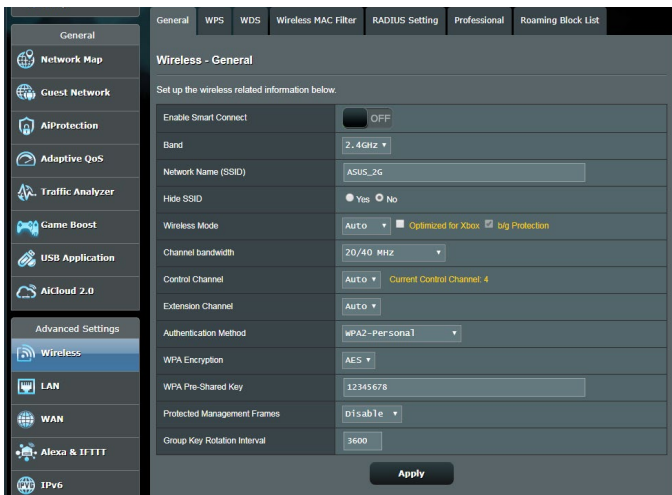 General WPS WDS Wireless MAC Filter RADIUS Setting Professional Roaming Block List
General
Network Map
Guest Network
AiProtection
Adaptive QoS
Traffic Analyzer
Game Boost
USB Application
AiCloud 2.0
Advanced Settings
Wireless
LAN
WAN
Alexa & IFTTT
IPv6
Wireless - General
Set up the wireless related information below.
Enable Smart Connect OFF
Band 2.4GHz
Network Name (SSID) ASUS_2G
Hide SSID Yes No
Wireless Mode Auto Optimized for Xbox b/g Protection
Channel bandwidth 20/40 MHz
Control Channel Auto Current Control Channel: 4
Extension Channel Auto
Authentication Method WPA2-Personal
WPA Encryption AES
WPA Pre-Shared Key 12345678
Protected Management Frames Disable
Group Key Rotation Interval 3600
Apply